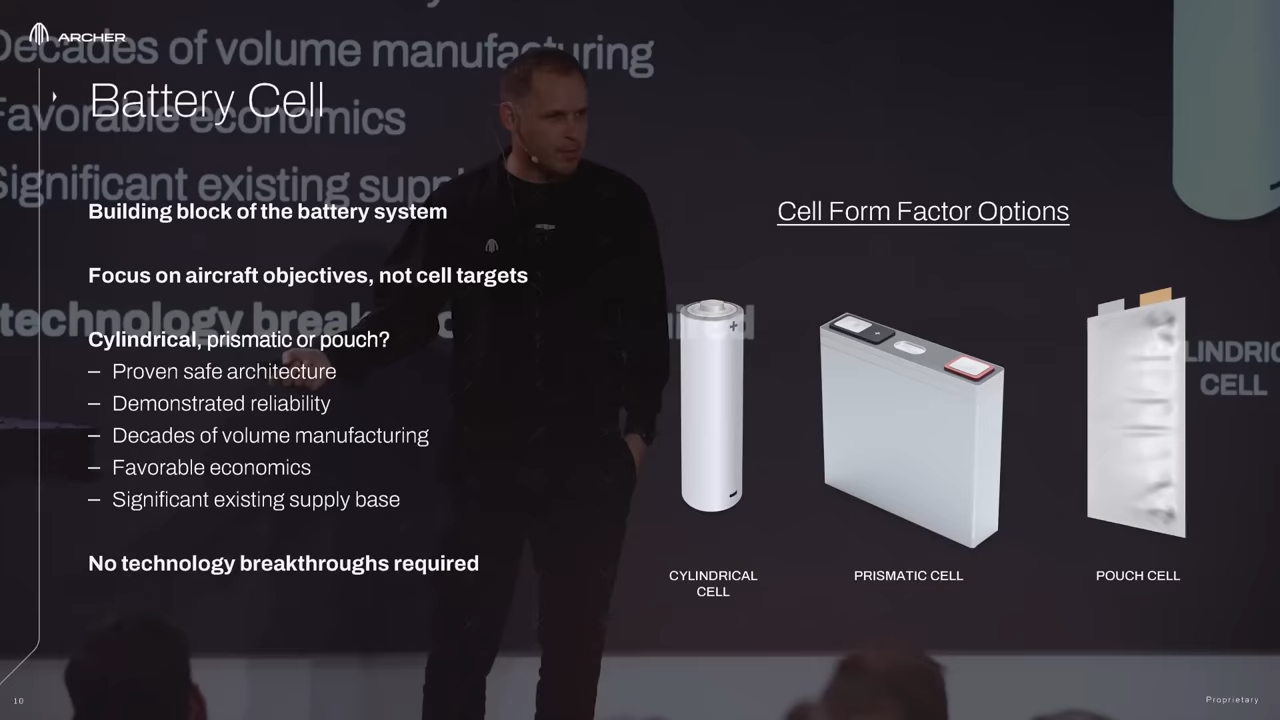 ARCHER
Battery Cell
Building block of the battery system
Focus on aircraft objectives, not cell targets
Cylindrical, prismatic or pouch?
– Proven safe architecture
– Demonstrated reliability
– Decades of volume manufacturing
– Favorable economics
– Significant existing supply base
No technology breakthroughs required
Cell Form Factor Options
CYLINDRICAL
CELL
PRISMATIC CELL
POUCH CELL
10
Proprietary
Decades of volume manufacturing
Favorable economics
Significant existing
technology
CELL